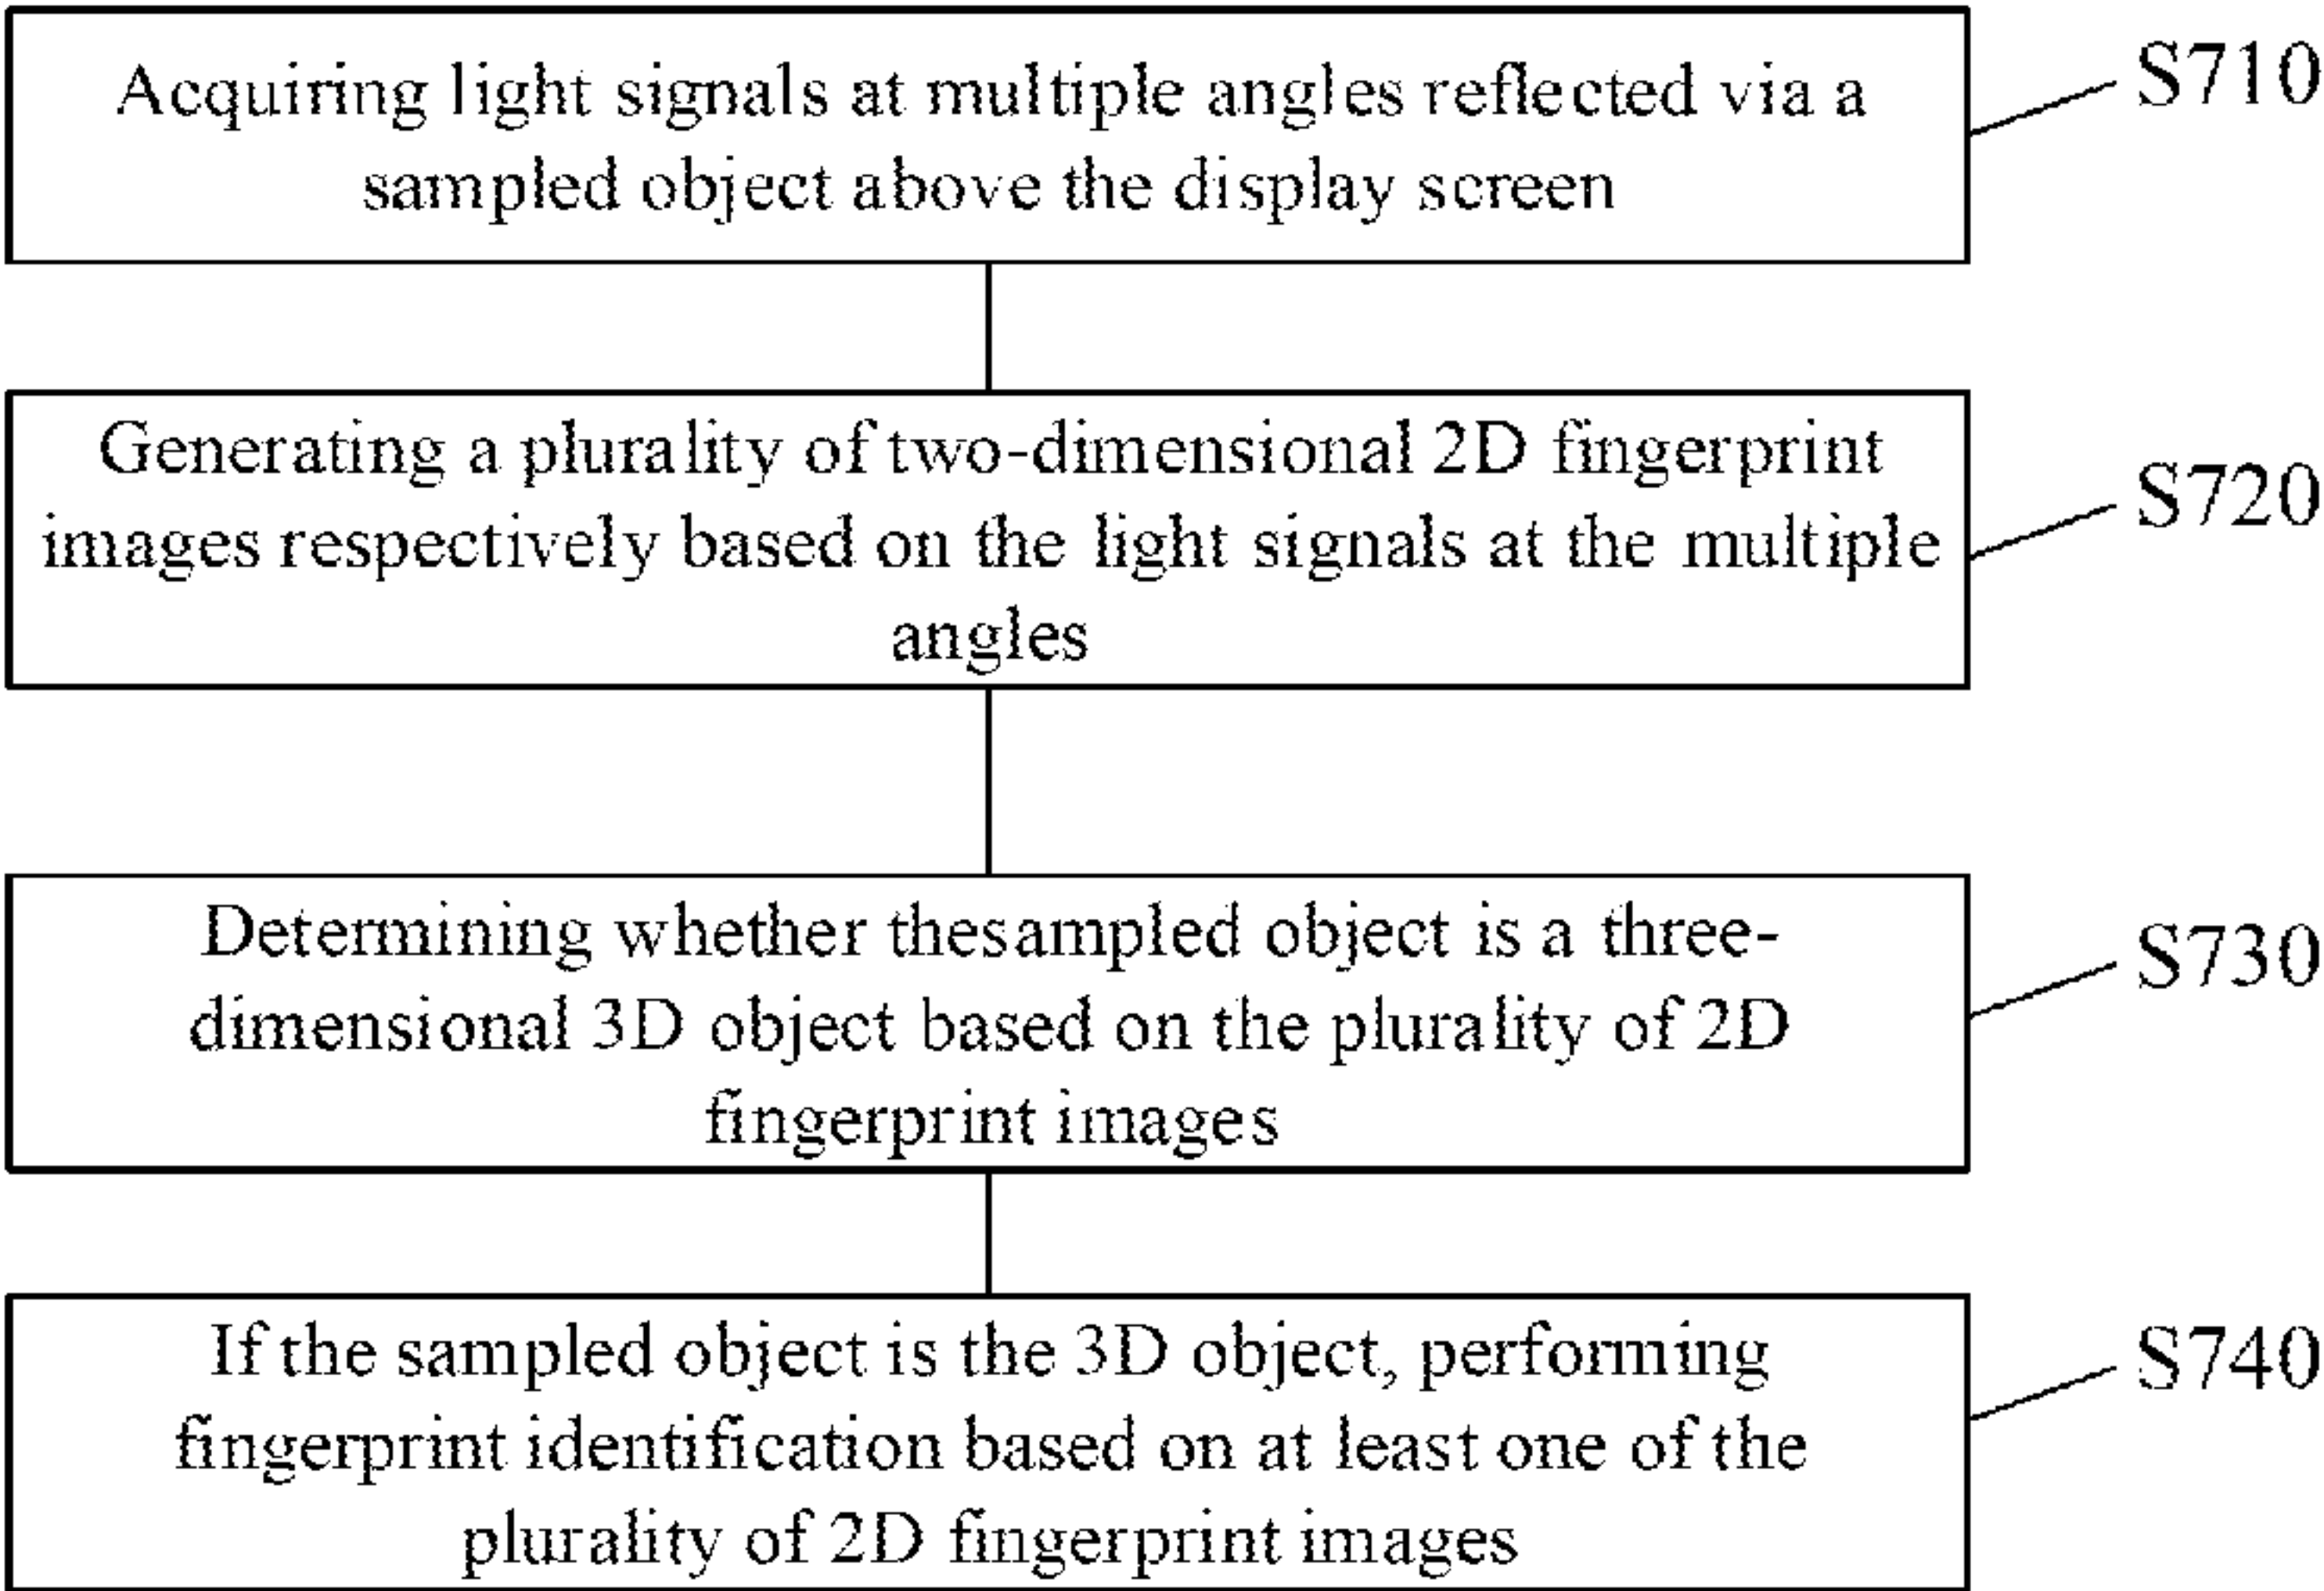 Acquiring light signals at multiple angles reflected via a
sampled object above the display screen
S710
Generating a plurality of two-dimensional 2D fingerprint
images respectively based on the light signals at the multiple
angles
S720
Determining whether thesampled object is a three-
dimensional 3D object based on the plurality of 2D
fingerprint images
S730
If the sampled object is the 3D object, performing
fingerprint identification based on at least one of the
plurality of 2D fingerprint images
S740